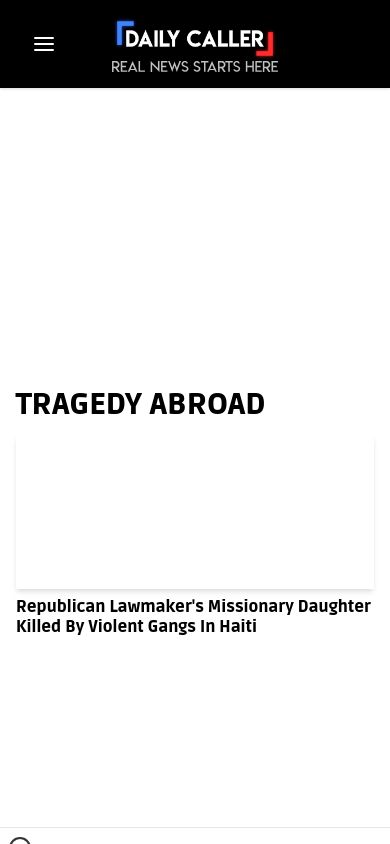 DAILY CALLER
REAL NEWS STARTS HERE
TRAGEDY ABROAD
Republican Lawmaker's Missionary Daughter
Killed By Violent Gangs In Haiti